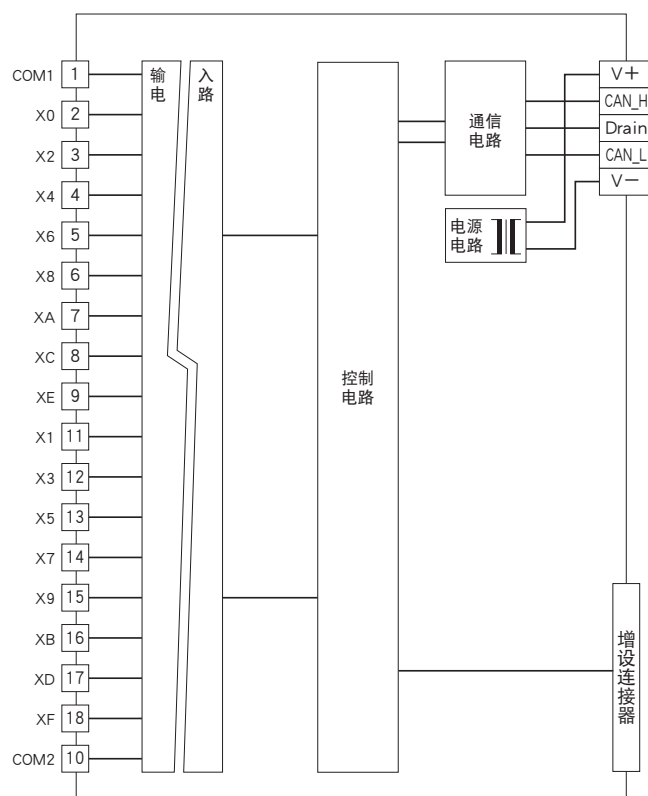 COM1 1
X0 2
X2 3
X4 4
X6 5
X8 6
XA 7
XC 8
XE 9
X1 11
X3 12
X5 13
X7 14
X9 15
XB 16
XD 17
XF 18
COM2 10
输 入
电 路
控制
电路
通信
电路
电源
电路
V+
CAN_H
Drain
CAN_L
V−
增设连接器